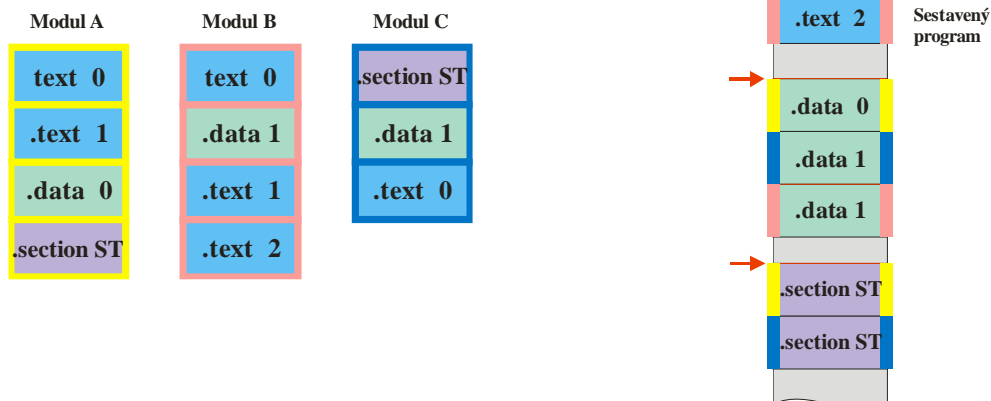 Modul A
text 0
.text 1
.data 0
.section ST
Modul B
text 0
.data 1
.text 1
.text 2
Modul C
.section ST
.data 1
.text 0
.text 2
.data 0
.data 1
.data 1
.section ST
.section ST
Sestavený
program